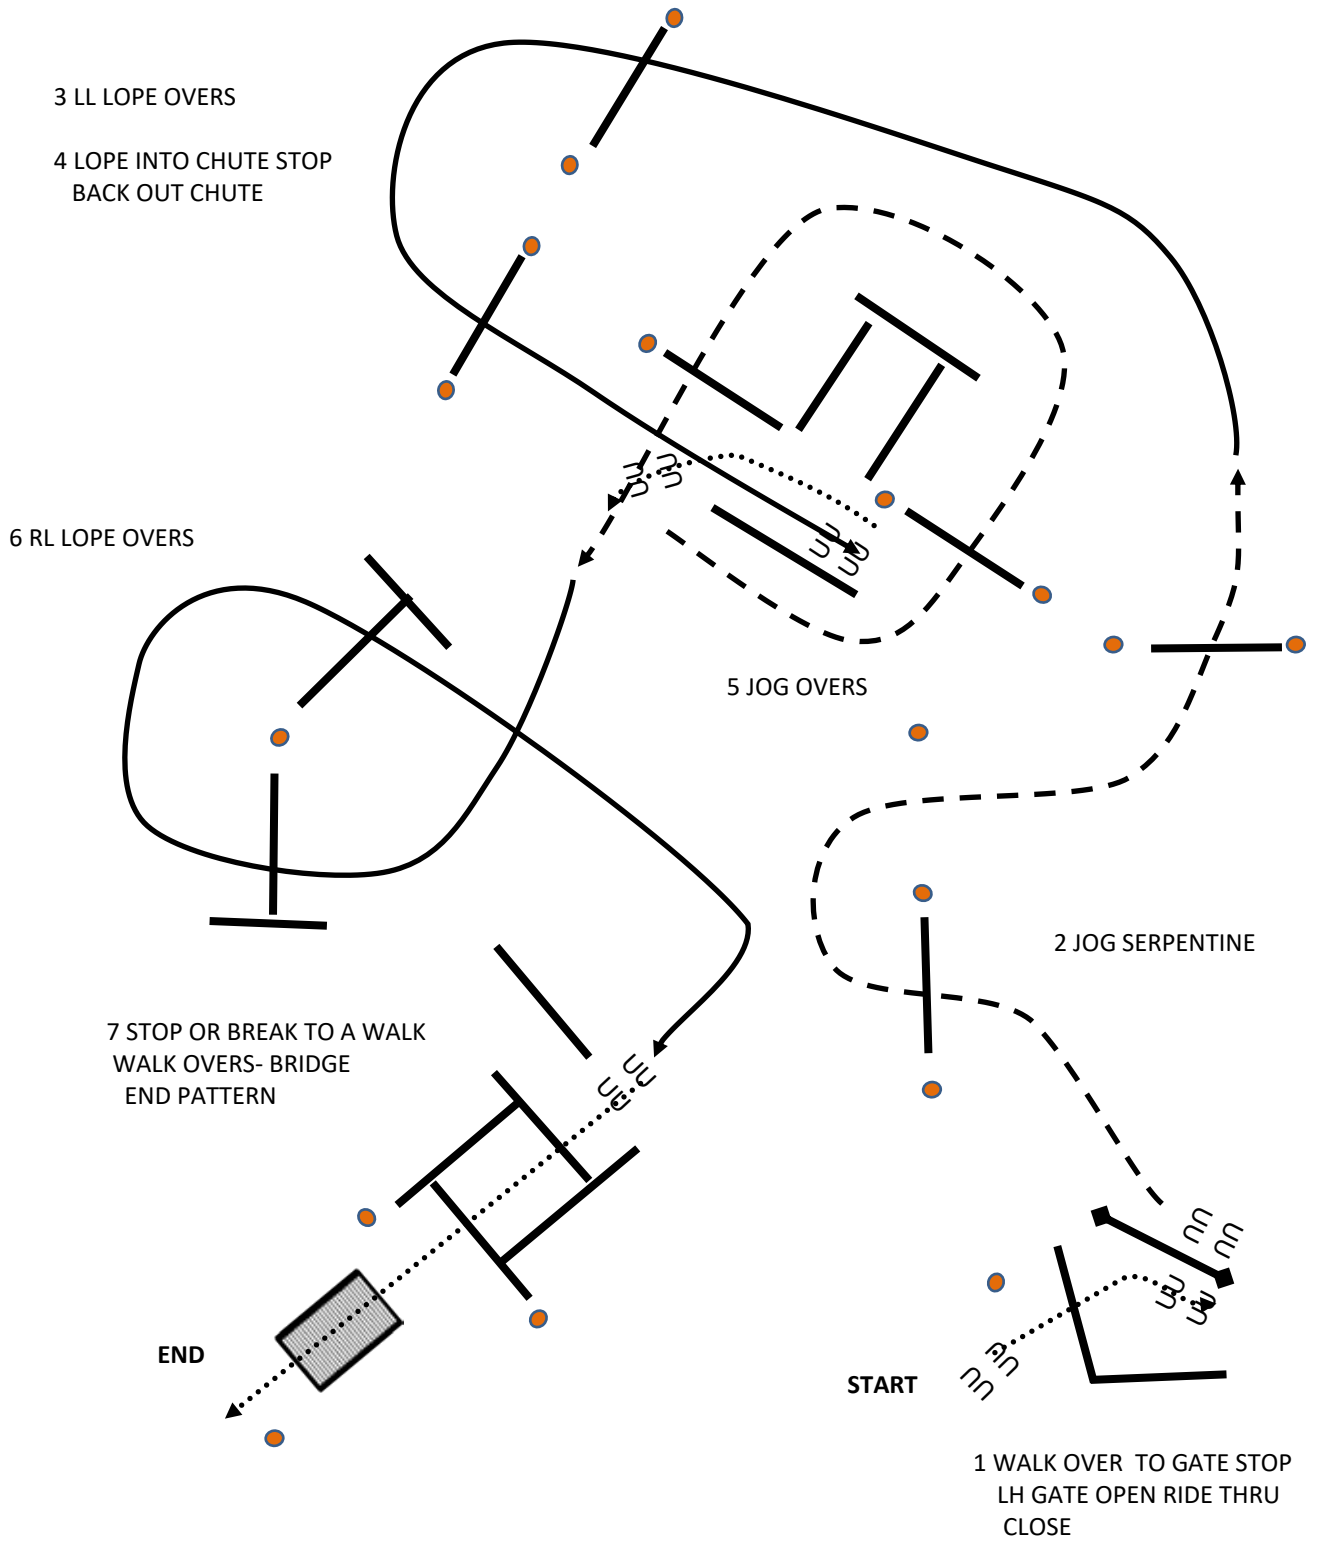 3 LL LOPE OVERS
4 LOPE INTO CHUTE STOP
BACK OUT CHUTE
6 RL LOPE OVERS
5 JOG OVERS
2 JOG SERPENTINE
7 STOP OR BREAK TO A WALK
WALK OVERS- BRIDGE
END PATTERN
END
START
1 WALK OVER  TO GATE STOP
LH GATE OPEN RIDE THRU
CLOSE